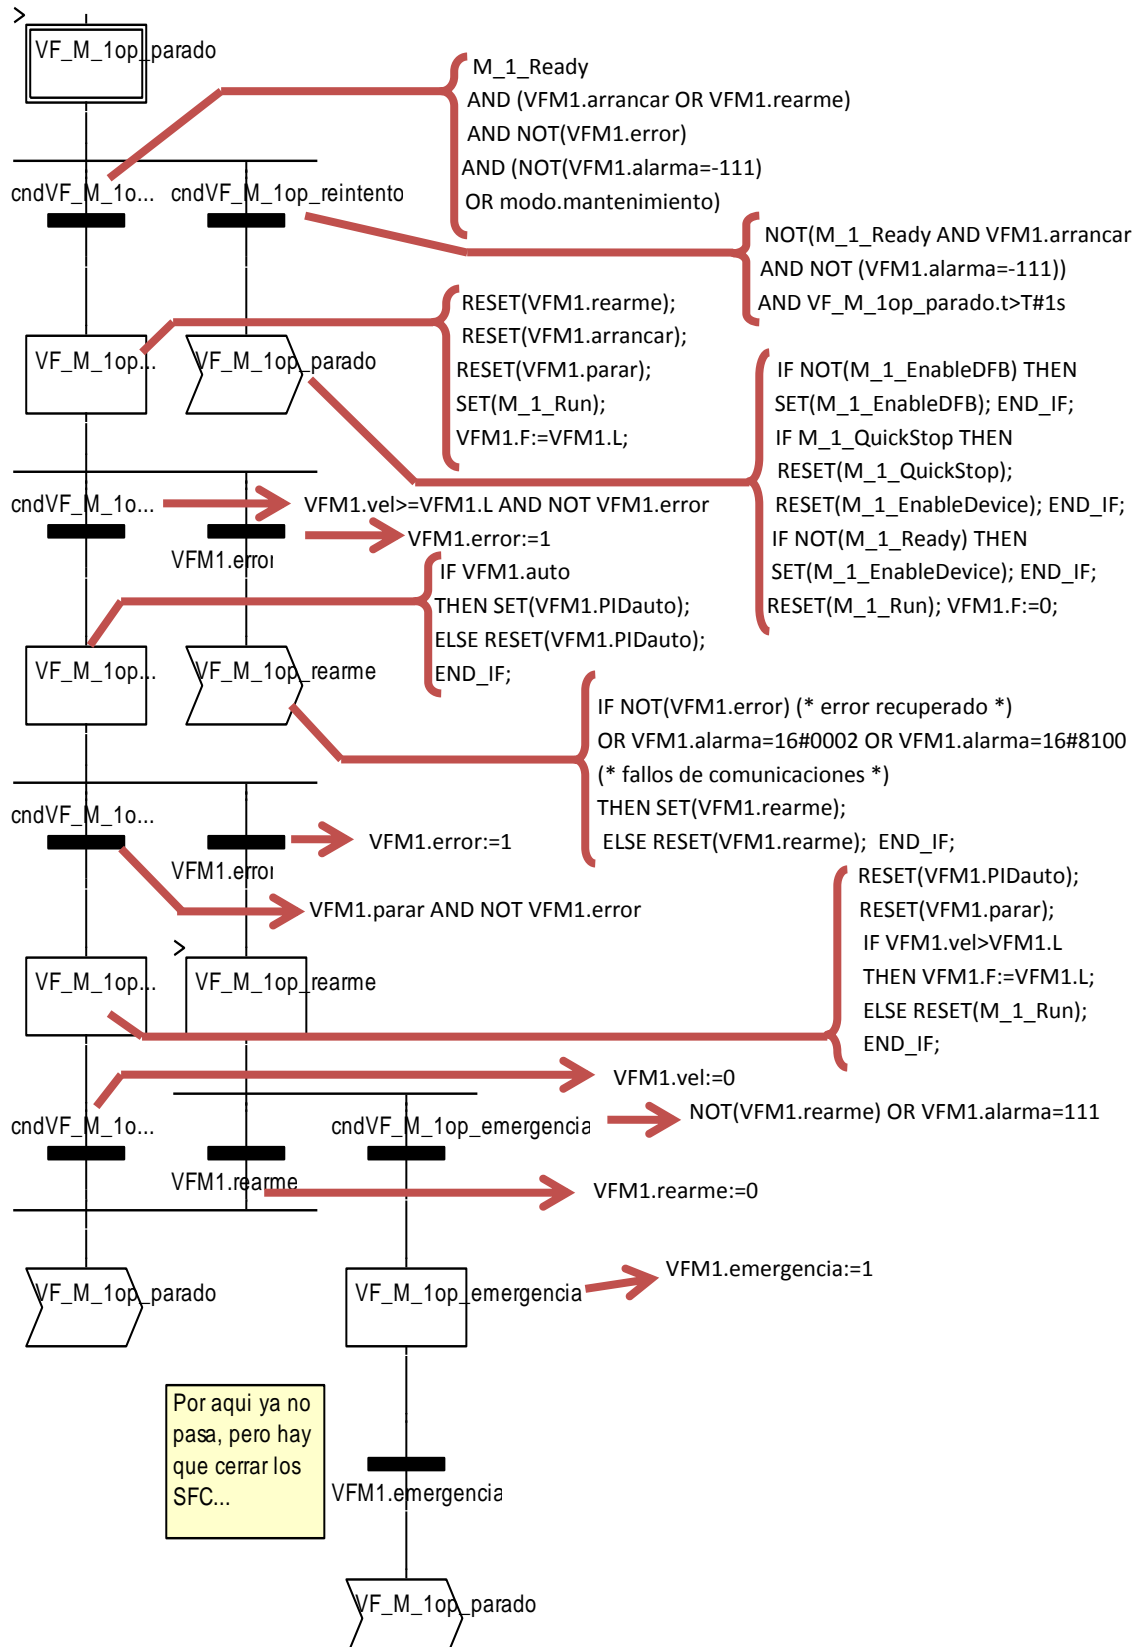 >
VF_M_1op_parado
M_1_Ready
AND (VFM1.arrancar OR VFM1.rearme)
AND NOT(VFM1.error)
AND (NOT(VFM1.alarma=-111)
OR modo.mantenimiento)
cndVF_M_1o...
cndVF_M_1op_reintento
NOT(M_1_Ready AND VFM1.arrancar
AND NOT (VFM1.alarma=-111))
AND VF_M_1op_parado.t>T#1s
RESET(VFM1.rearme);
RESET(VFM1.arrancar);
RESET(VFM1.parar);
SET(M_1_Run);
VFM1.F:=VFM1.L;
VF_M_1op...
VF_M_1op_parado
IF NOT(M_1_EnableDFB) THEN
SET(M_1_EnableDFB); END_IF;
IF M_1_QuickStop THEN
RESET(M_1_QuickStop);
RESET(M_1_EnableDevice); END_IF;
IF NOT(M_1_Ready) THEN
SET(M_1_EnableDevice); END_IF;
RESET(M_1_Run); VFM1.F:=0;
cndVF_M_1o...
VFM1.vel>=VFM1.L AND NOT VFM1.error
VFM1.error
VFM1.error:=1
IF VFM1.auto
THEN SET(VFM1.PIDauto);
ELSE RESET(VFM1.PIDauto);
END_IF;
VF_M_1op...
VF_M_1op_rearme
IF NOT(VFM1.error) (* error recuperado *)
OR VFM1.alarma=16#0002 OR VFM1.alarma=16#8100
(* fallos de comunicaciones *)
THEN SET(VFM1.rearme);
ELSE RESET(VFM1.rearme); END_IF;
cndVF_M_1o...
VFM1.error
VFM1.error:=1
VFM1.parar AND NOT VFM1.error
RESET(VFM1.PIDauto);
RESET(VFM1.parar);
IF VFM1.vel>VFM1.L
THEN VFM1.F:=VFM1.L;
ELSE RESET(M_1_Run);
END_IF;
>
VF_M_1op...
VF_M_1op_rearme
VFM1.vel:=0
cndVF_M_1o...
cndVF_M_1op_emergencia
NOT(VFM1.rearme) OR VFM1.alarma=111
VFM1.rearme
VFM1.rearme:=0
VF_M_1op_parado
VF_M_1op_emergencia
VFM1.emergencia:=1
Por aqui ya no
pasa, pero hay
que cerrar los
SFC...
VFM1.emergencia
VF_M_1op_parado